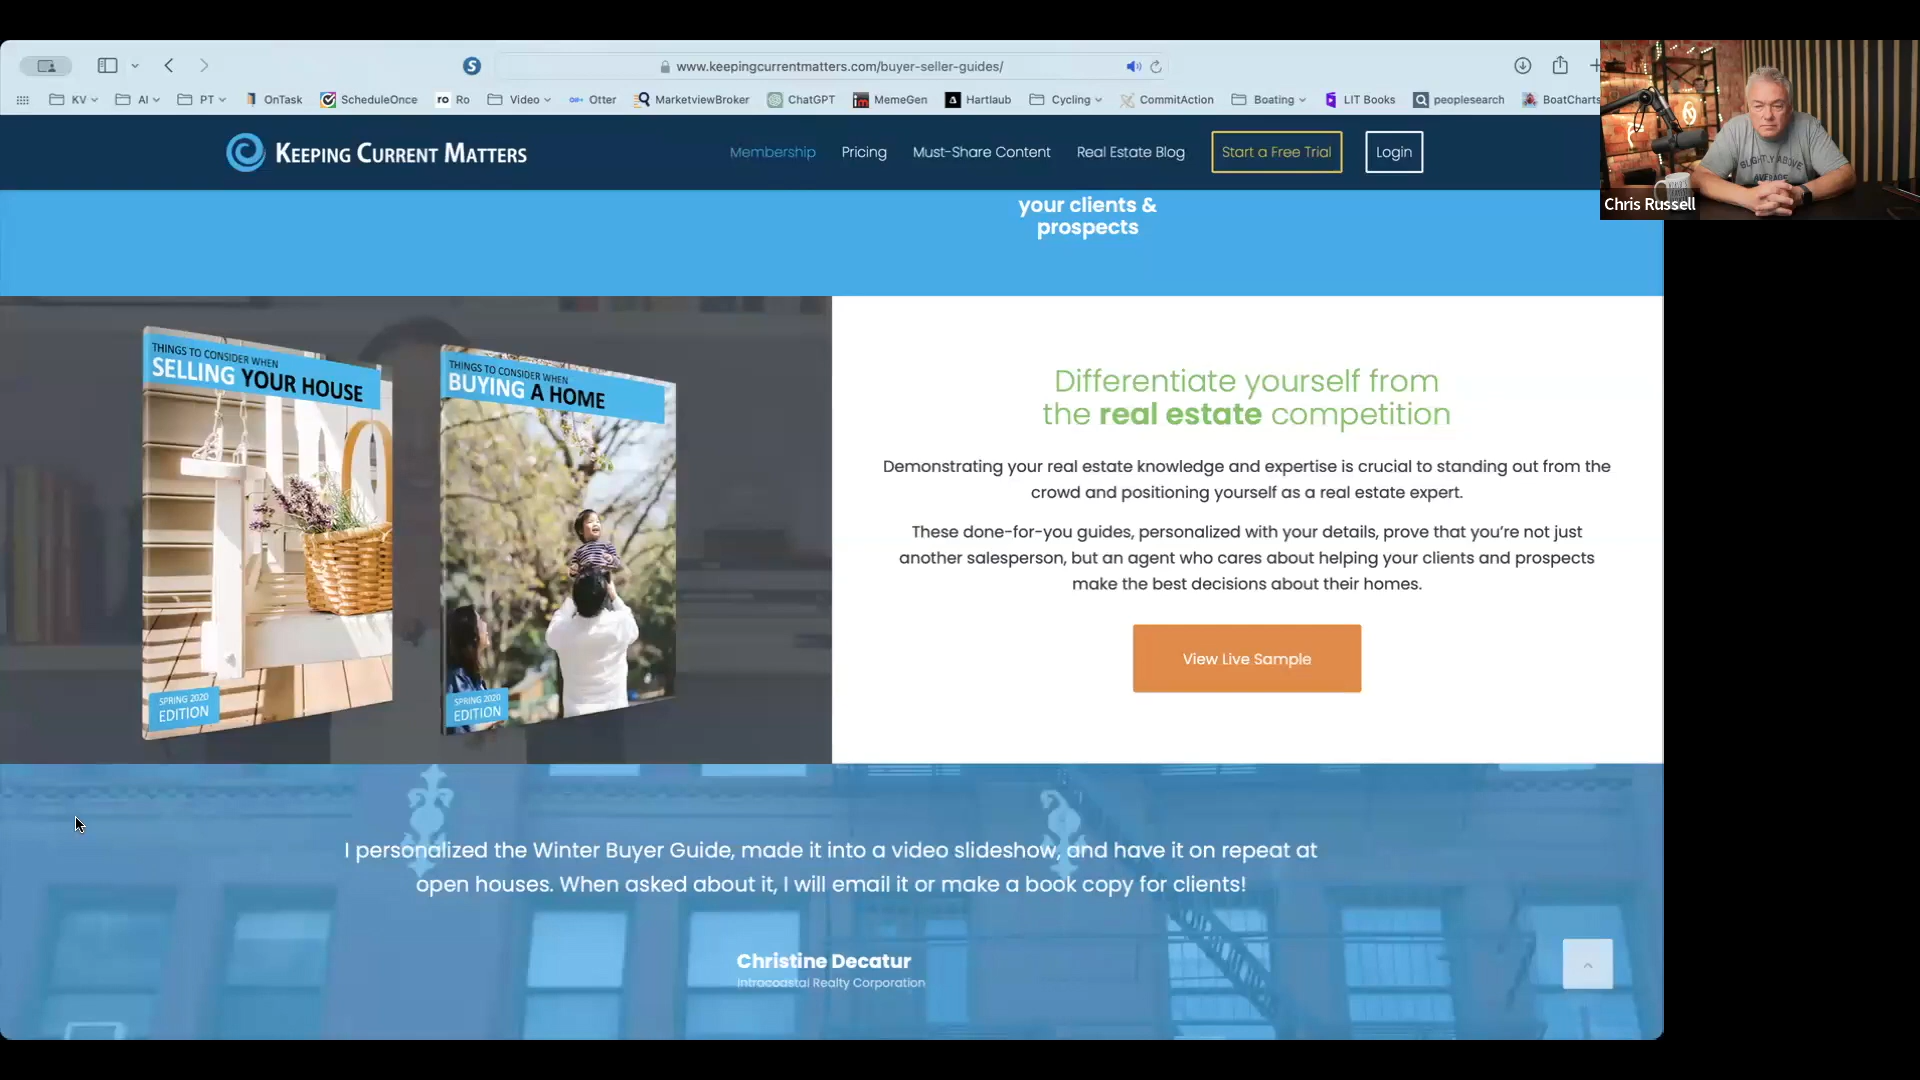 www.keepingcurrentmatters.com/buyer-seller-guides/
KV
AI
PT
OnTask
ScheduleOnce
ro Ro
Video
Otter
MarketviewBroker
ChatGPT
im MemeGen
Hartlaub
Cycling
CommitAction
Boating
LIT Books
peoplesearch
BoatCharts
KEEPING CURRENT MATTERS
Membership
Pricing
Must-Share Content
Real Estate Blog
Start a Free Trial
Login
SLIGHTLY ABOVE
AVERAGE
Chris Russell
your clients &
prospects
THINGS TO CONSIDER WHEN
SELLING YOUR HOUSE
SPRING 2020
EDITION
THINGS TO CONSIDER WHEN
BUYING A HOME
SPRING 2020
EDITION
Differentiate yourself from
the real estate competition
Demonstrating your real estate knowledge and expertise is crucial to standing out from the
crowd and positioning yourself as a real estate expert.
These done-for-you guides, personalized with your details, prove that you’re not just
another salesperson, but an agent who cares about helping your clients and prospects
make the best decisions about their homes.
View Live Sample
I personalized the Winter Buyer Guide, made it into a video slideshow, and have it on repeat at
open houses. When asked about it, I will email it or make a book copy for clients!
Christine Decatur
Intracoastal Realty Corporation